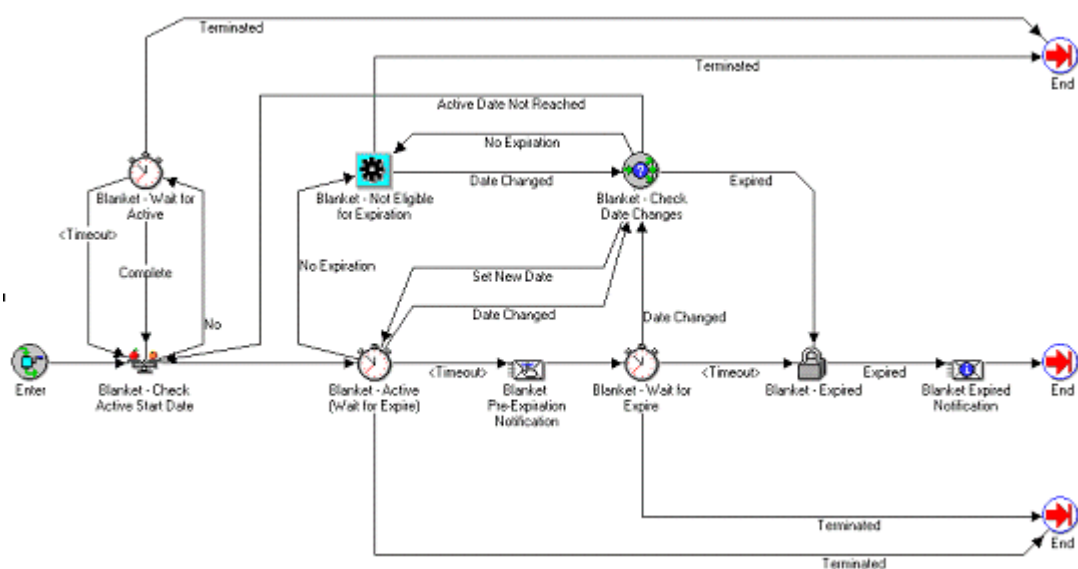 Terminated
End
Terminated
Active Date Not Reached
No Expiration
Blanket - Wait for
Active
Blanket - Not Eligible
for Expiration
Date Changed
Blanket - Check
Date Changes
Expired
<Timeout>
Complete
No
No Expiration
Set New Date
Date Changed
Date Changed
Enter
Blanket - Check
Active Start Date
Blanket - Active
(Wait for Expire)
<Timeout>
Blanket
Pre-Expiration
Notification
Blanket - Wait for
Expire
<Timeout>
Blanket - Expired
Expired
Blanket Expired
Notification
End
Terminated
End
Terminated